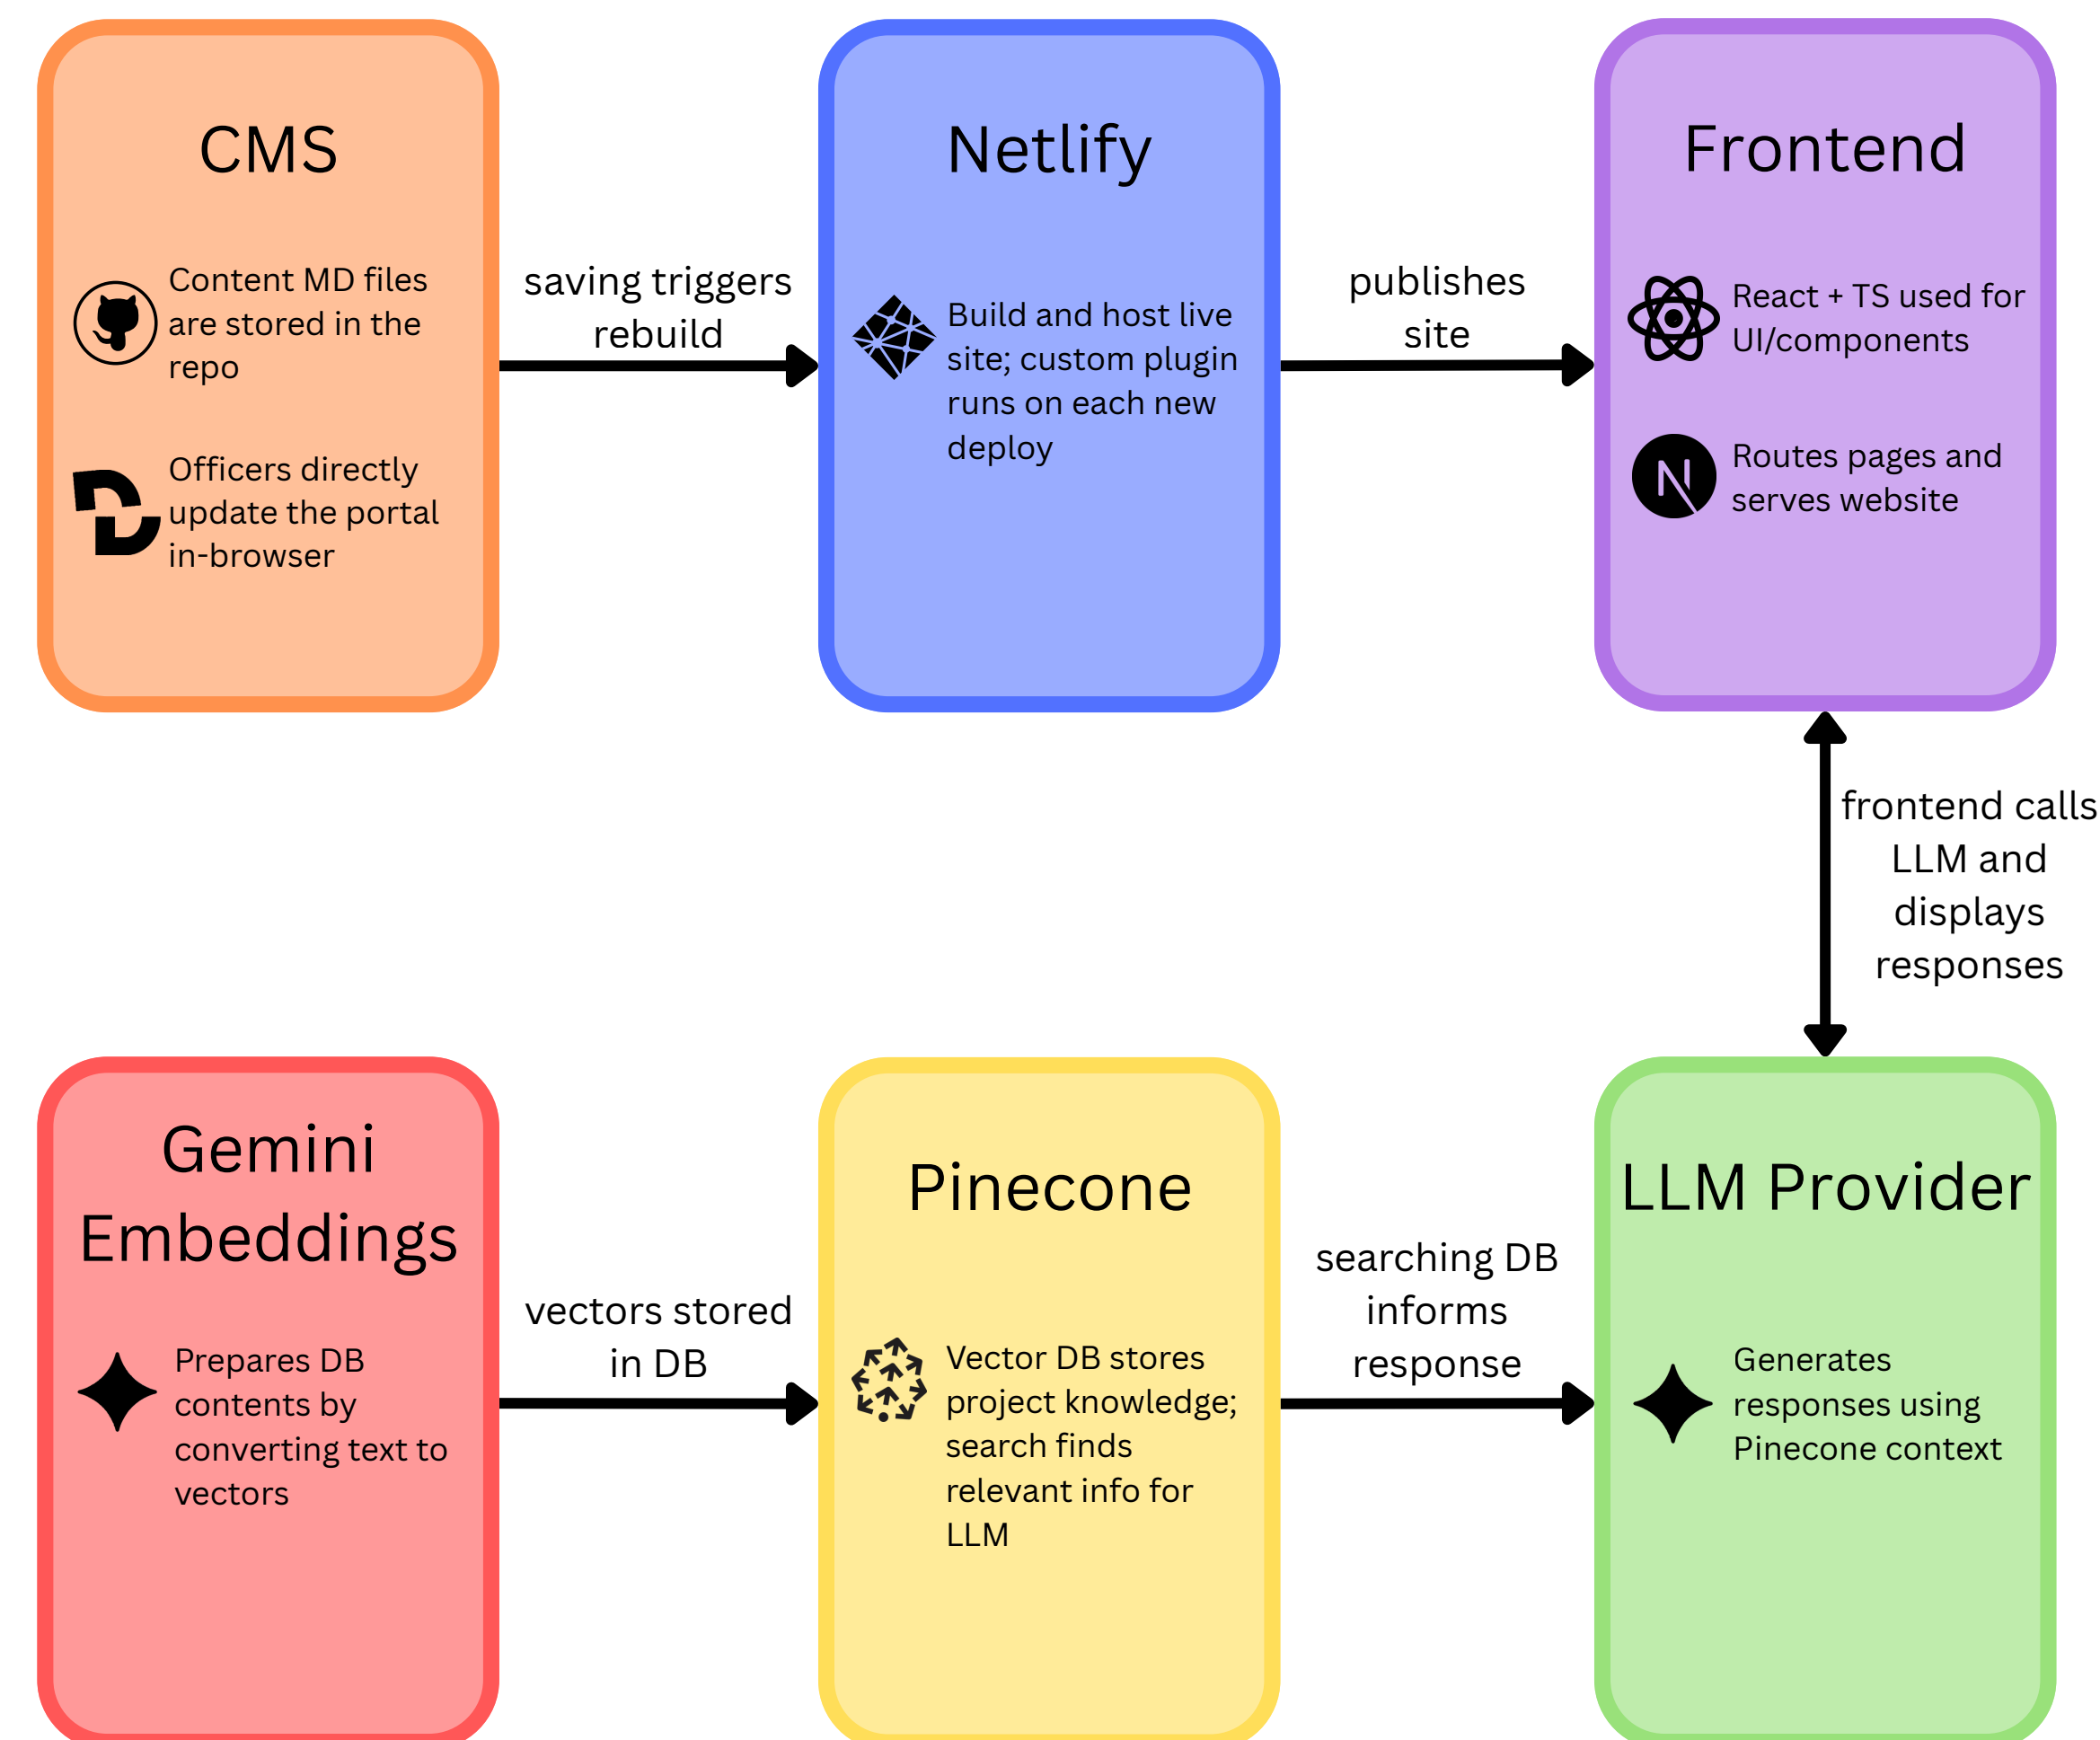 CMS
Content MD files
are stored in the
repo
Officers directly
update the portal
in-browser
saving triggers
rebuild
Netlify
Build and host live
site; custom plugin
runs on each new
deploy
publishes
site
Frontend
React + TS used for
UI/components
N
Routes pages and
serves website
frontend calls
LLM and
displays
responses
Gemini
Embeddings
Prepares DB
contents by
converting text to
vectors
vectors stored
in DB
Pinecone
Vector DB stores
project knowledge;
search finds
relevant info for
LLM
searching DB
informs
response
LLM Provider
Generates
responses using
Pinecone context